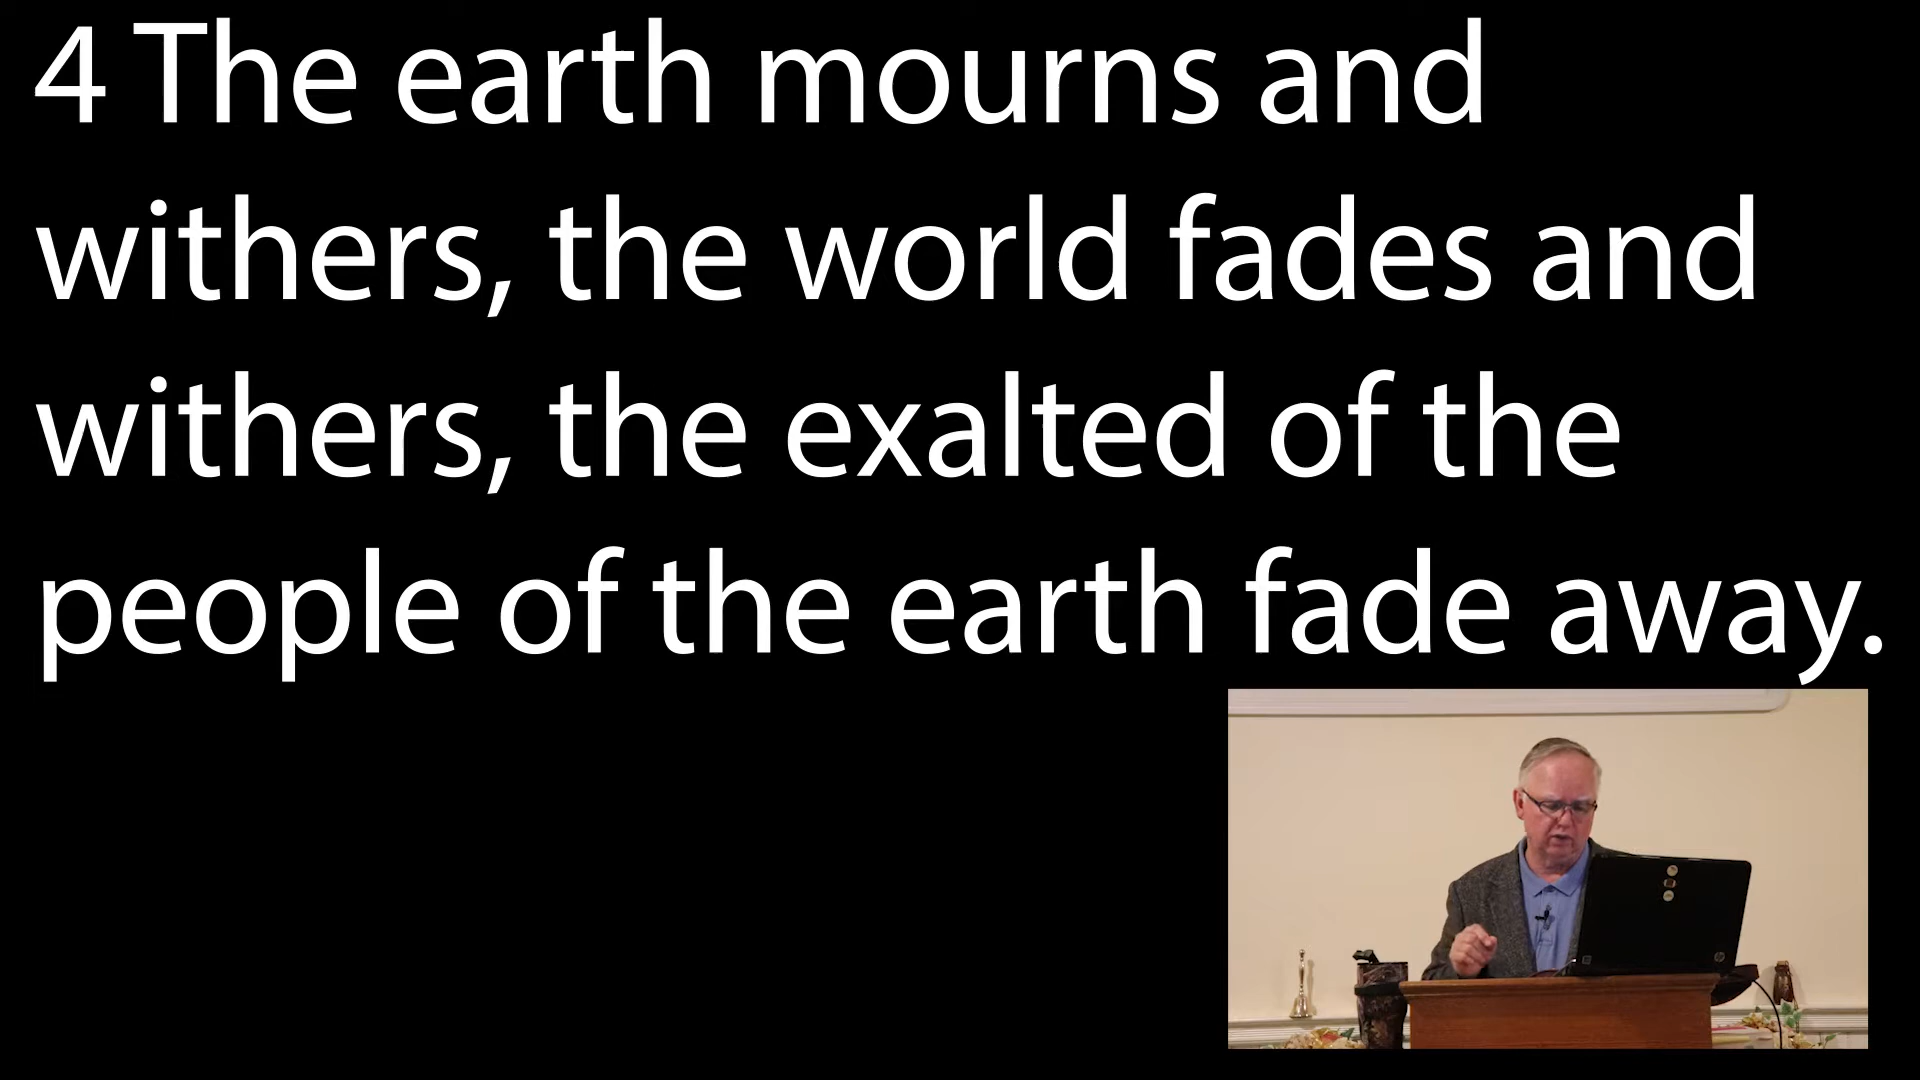 4 The earth mourns and
withers, the world fades and
withers, the exalted of the
people of the earth fade away.